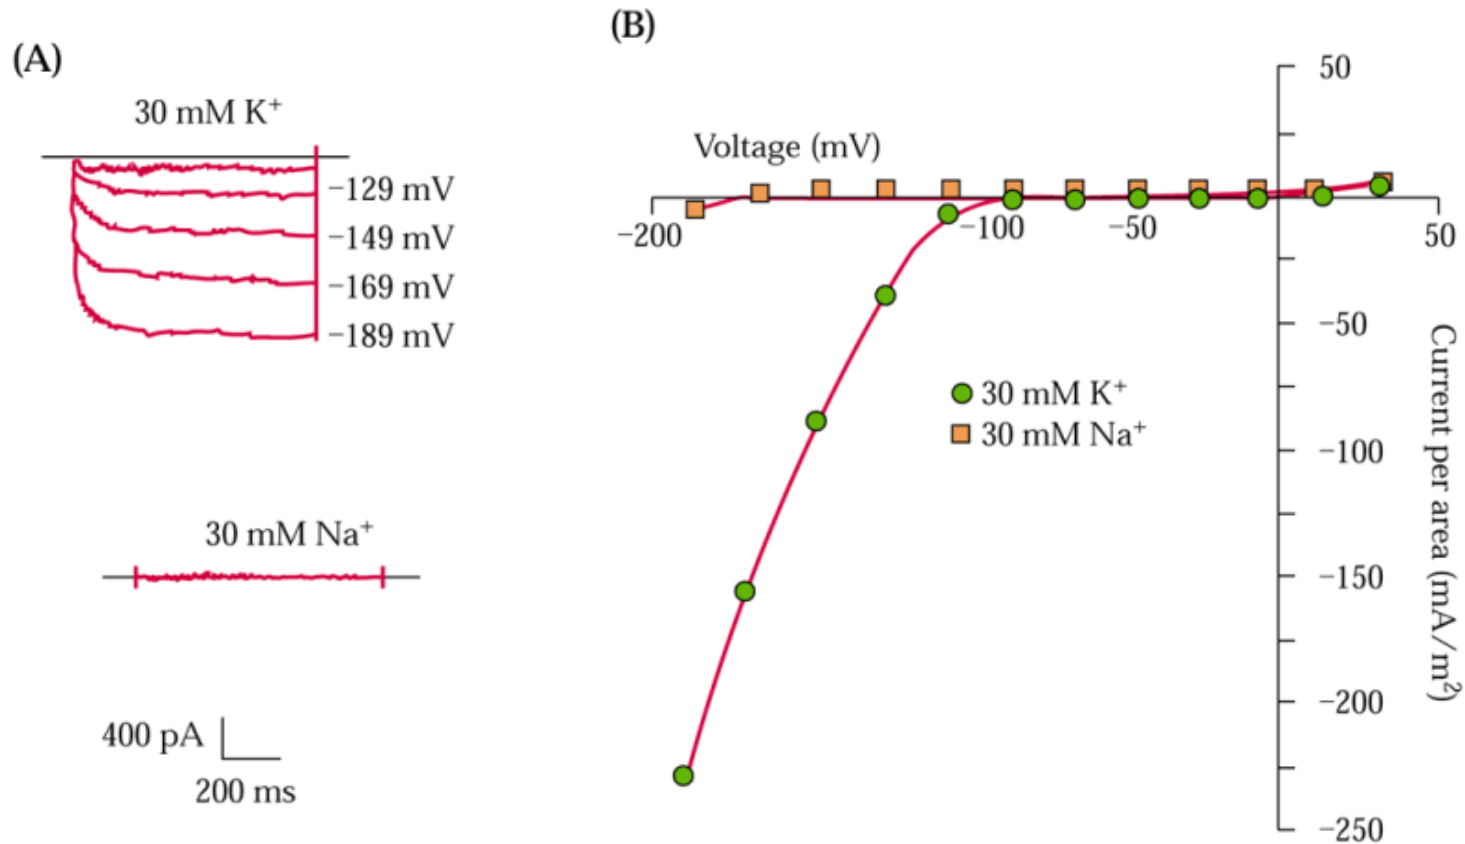 (A)
30 mM K⁺
−129 mV
−149 mV
−169 mV
−189 mV
30 mM Na⁺
400 pA
200 ms
(B)
50
Voltage (mV)
−200
−100
−50
50
−50
−100
−150
−200
−250
30 mM K⁺
30 mM Na⁺
Current per area (mA/m²)